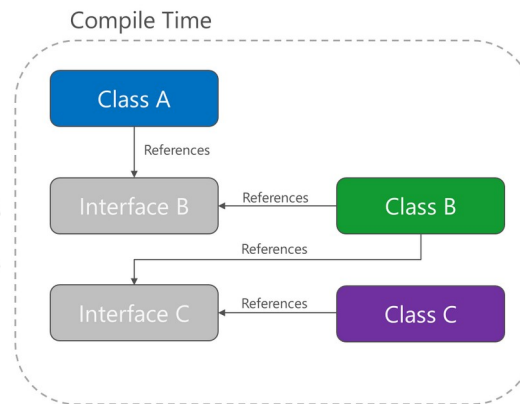 Compile Time
Class A
References
Interface B
References
Class B
References
Interface C
References
Class C